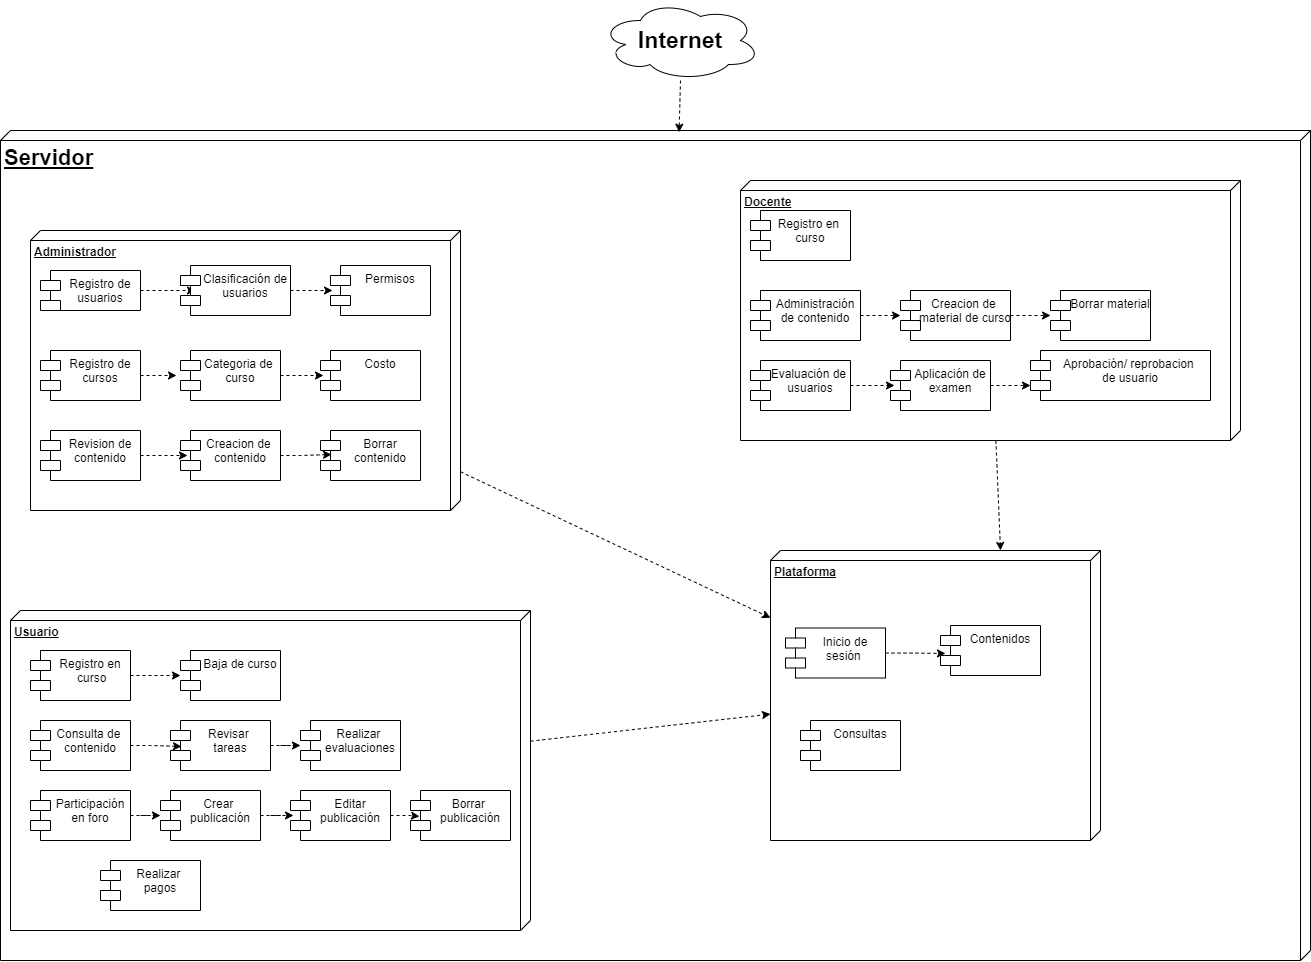 Internet
Servidor
Administrador
Registro de
usuarios
Clasificación de
usuarios
Permisos
Registro de
cursos
Categoria de
curso
Costo
Revision de
contenido
Creacion de
contenido
Borrar
contenido
Docente
Registro en
curso
Administración
de contenido
Creacion de
material de curso
Borrar material
Evaluación de
usuarios
Aplicación de
examen
Aprobación/ reprobacion
de usuario
Usuario
Registro en
curso
Baja de curso
Consulta de
contenido
Revisar
tareas
Realizar
evaluaciones
Participación
en foro
Crear
publicación
Editar
publicación
Borrar
publicación
Realizar
pagos
Plataforma
Inicio de
sesión
Contenidos
Consultas